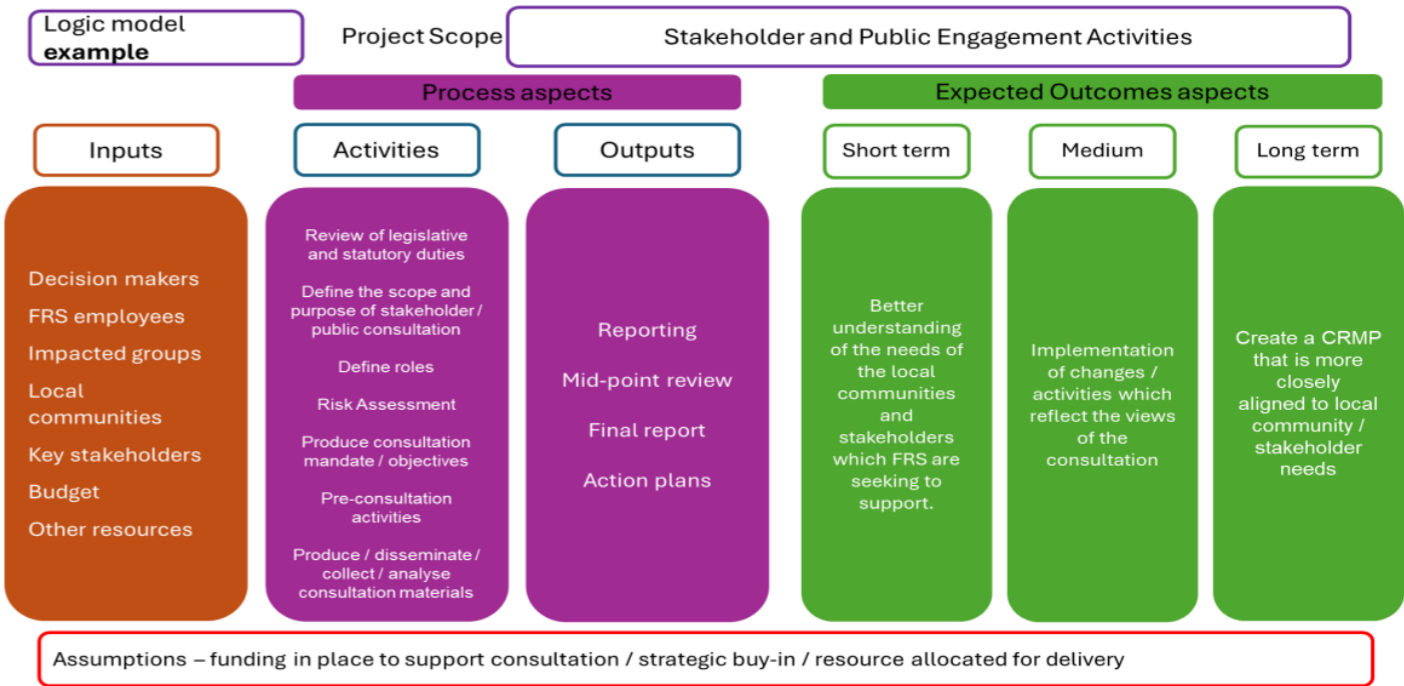 Logic model
example
Project Scope
Stakeholder and Public Engagement Activities
Process aspects
Expected Outcomes aspects
Inputs
Activities
Outputs
Short term
Medium
Long term
Decision makers
FRS employees
Impacted groups
Local
communities
Key stakeholders
Budget
Other resources
Review of legislative
and statutory duties
Define the scope and
purpose of stakeholder /
public consultation
Define roles
Risk Assessment
Produce consultation
mandate / objectives
Pre-consultation
activities
Produce / disseminate /
collect / analyse
consultation materials
Reporting
Mid-point review
Final report
Action plans
Better
understanding
of the needs of
the local
communities
and
stakeholders
which FRS are
seeking to
support.
Implementation
of changes /
activities which
reflect the views
of the
consultation
Create a CRMP
that is more
closely
aligned to local
community /
stakeholder
needs
Assumptions – funding in place to support consultation / strategic buy-in / resource allocated for delivery